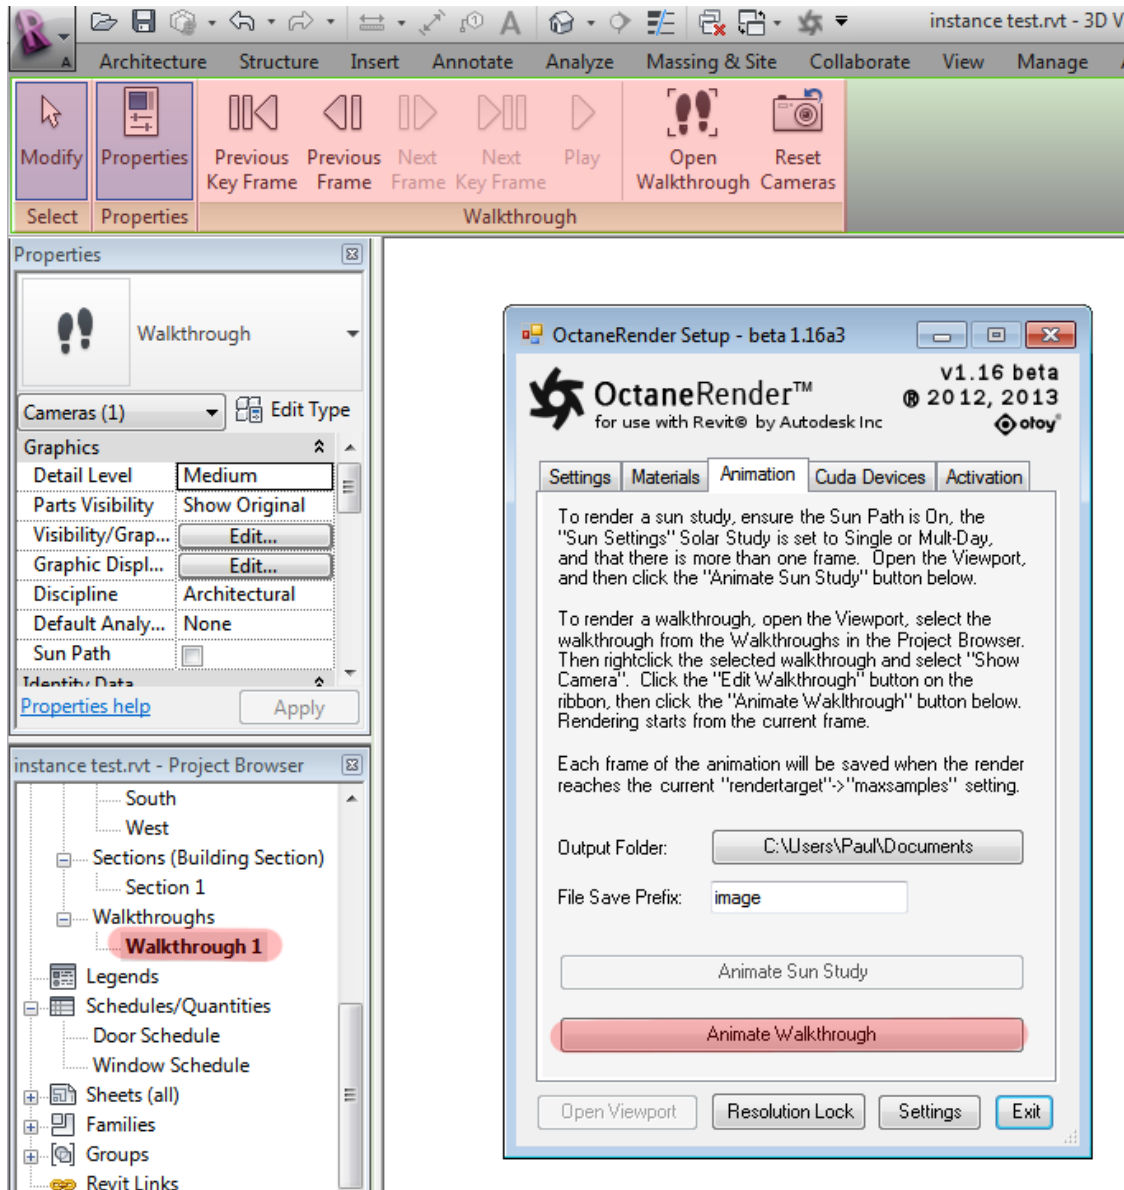 instance test.rvt - 3D V
A
Architecture Structure Insert Annotate Analyze Massing & Site Collaborate View Manage
Modify Properties Previous Key Frame Previous Frame Next Frame Next Key Frame Play Open Walkthrough Reset Cameras
Select Properties Walkthrough
Properties
Walkthrough
Cameras (1) Edit Type
Graphics
Detail Level Medium
Parts Visibility Show Original
Visibility/Grap... Edit...
Graphic Displ... Edit...
Discipline Architectural
Default Analy... None
Sun Path
Identity Data
Properties help Apply
instance test.rvt - Project Browser
South
West
Sections (Building Section)
Section 1
Walkthroughs
Walkthrough 1
Legends
Schedules/Quantities
Door Schedule
Window Schedule
Sheets (all)
Families
Groups
Revit Links
OctaneRender Setup - beta 1.16a3
OctaneRender™
for use with Revit® by Autodesk Inc
v1.16 beta
® 2012, 2013
otoy
Settings Materials Animation Cuda Devices Activation
To render a sun study, ensure the Sun Path is On, the
"Sun Settings" Solar Study is set to Single or Mult-Day,
and that there is more than one frame. Open the Viewport,
and then click the "Animate Sun Study" button below.
To render a walkthrough, open the Viewport, select the
walkthrough from the Walkthroughs in the Project Browser.
Then rightclick the selected walkthrough and select "Show
Camera". Click the "Edit Walkthrough" button on the
ribbon, then click the "Animate Waklthrough" button below.
Rendering starts from the current frame.
Each frame of the animation will be saved when the render
reaches the current "rendertarget"->"maxsamples" setting.
Output Folder: C:\Users\Paul\Documents
File Save Prefix: image
Animate Sun Study
Animate Walkthrough
Open Viewport Resolution Lock Settings Exit